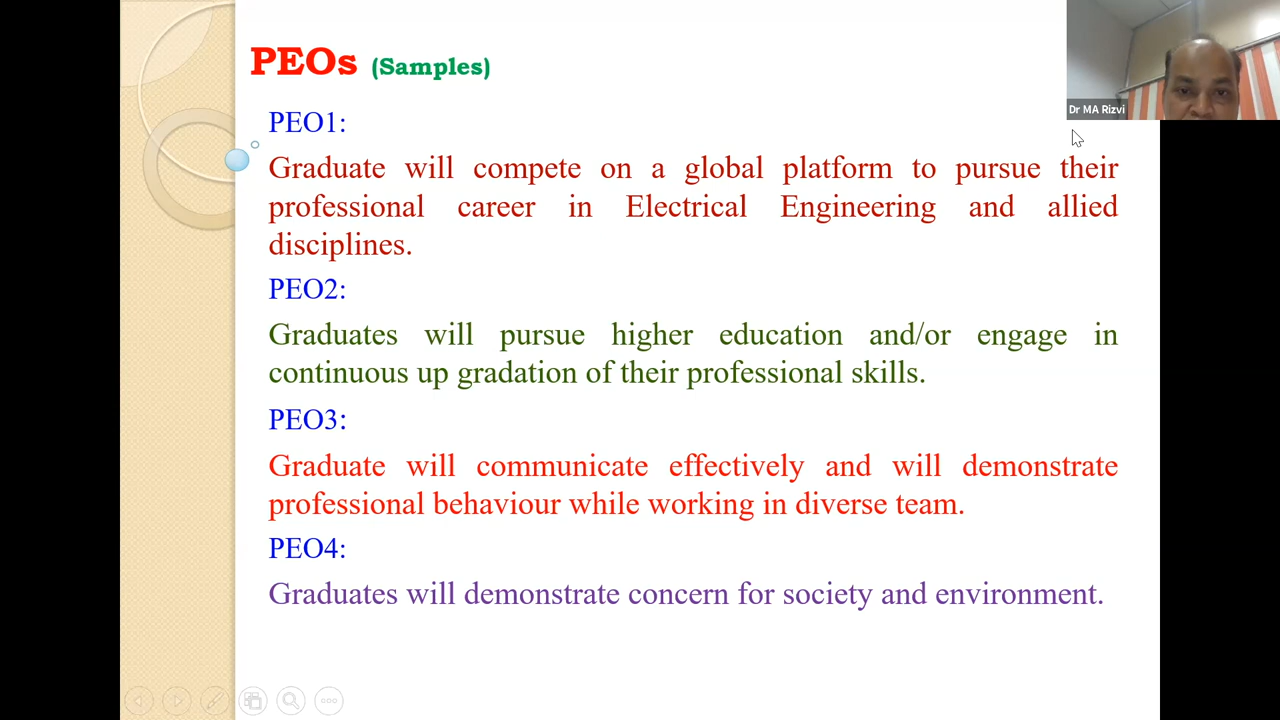 PEOs (Samples)
Dr MA Rizvi
PEO1:
Graduate will compete on a global platform to pursue their
professional career in Electrical Engineering and allied
disciplines.
PEO2:
Graduates will pursue higher education and/or engage in
continuous up gradation of their professional skills.
PEO3:
Graduate will communicate effectively and will demonstrate
professional behaviour while working in diverse team.
PEO4:
Graduates will demonstrate concern for society and environment.